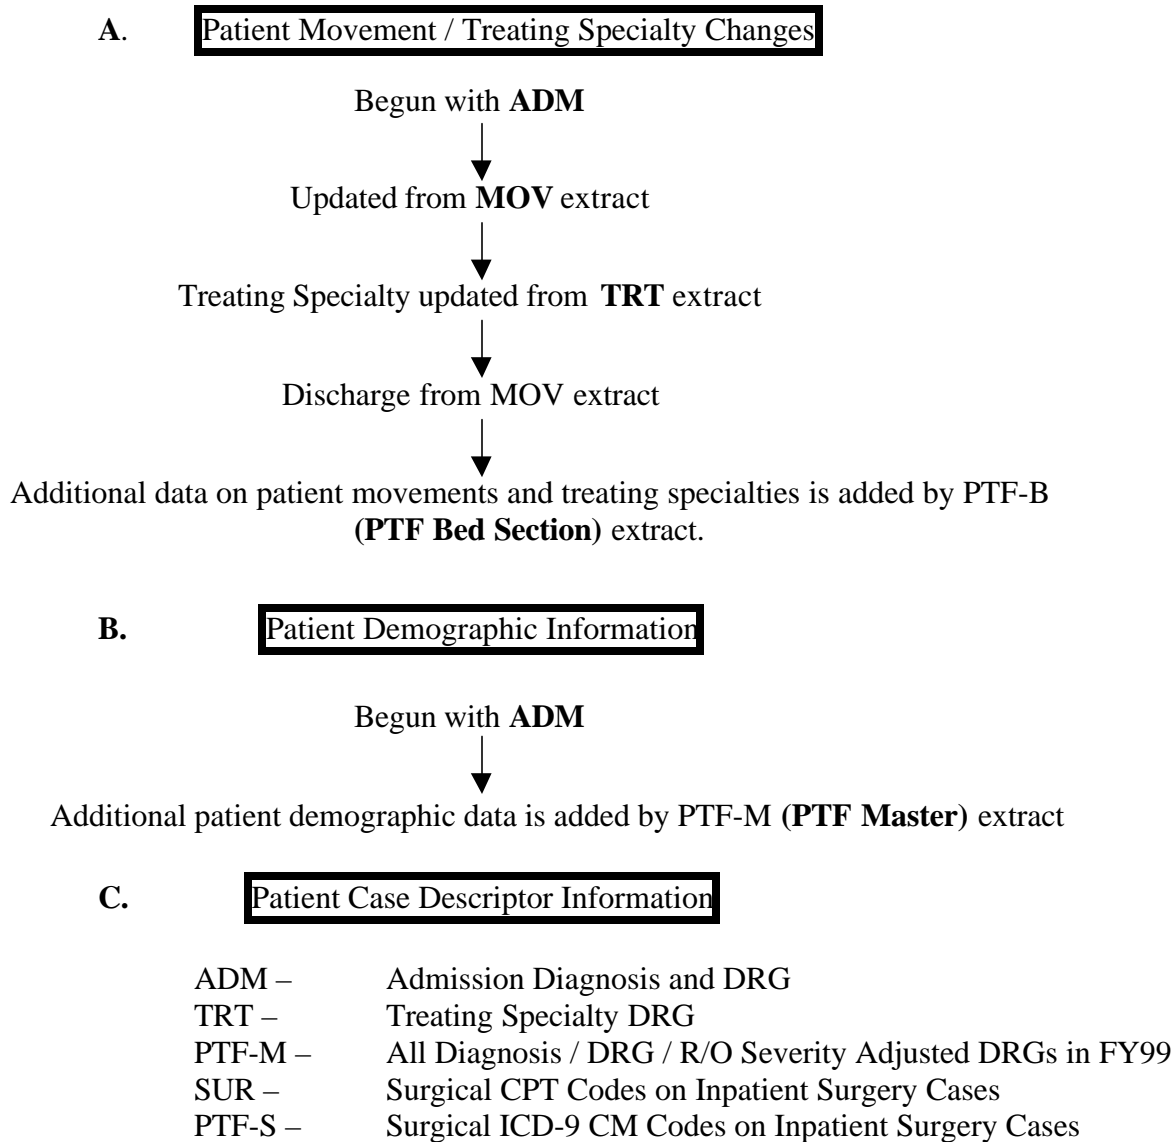 A. Patient Movement / Treating Specialty Changes
Begun with ADM
Updated from MOV extract
Treating Specialty updated from TRT extract
Discharge from MOV extract
Additional data on patient movements and treating specialties is added by PTF-B
(PTF Bed Section) extract.
B. Patient Demographic Information
Begun with ADM
Additional patient demographic data is added by PTF-M (PTF Master) extract
C. Patient Case Descriptor Information
ADM – Admission Diagnosis and DRG
TRT – Treating Specialty DRG
PTF-M – All Diagnosis / DRG / R/O Severity Adjusted DRGs in FY99
SUR – Surgical CPT Codes on Inpatient Surgery Cases
PTF-S – Surgical ICD-9 CM Codes on Inpatient Surgery Cases